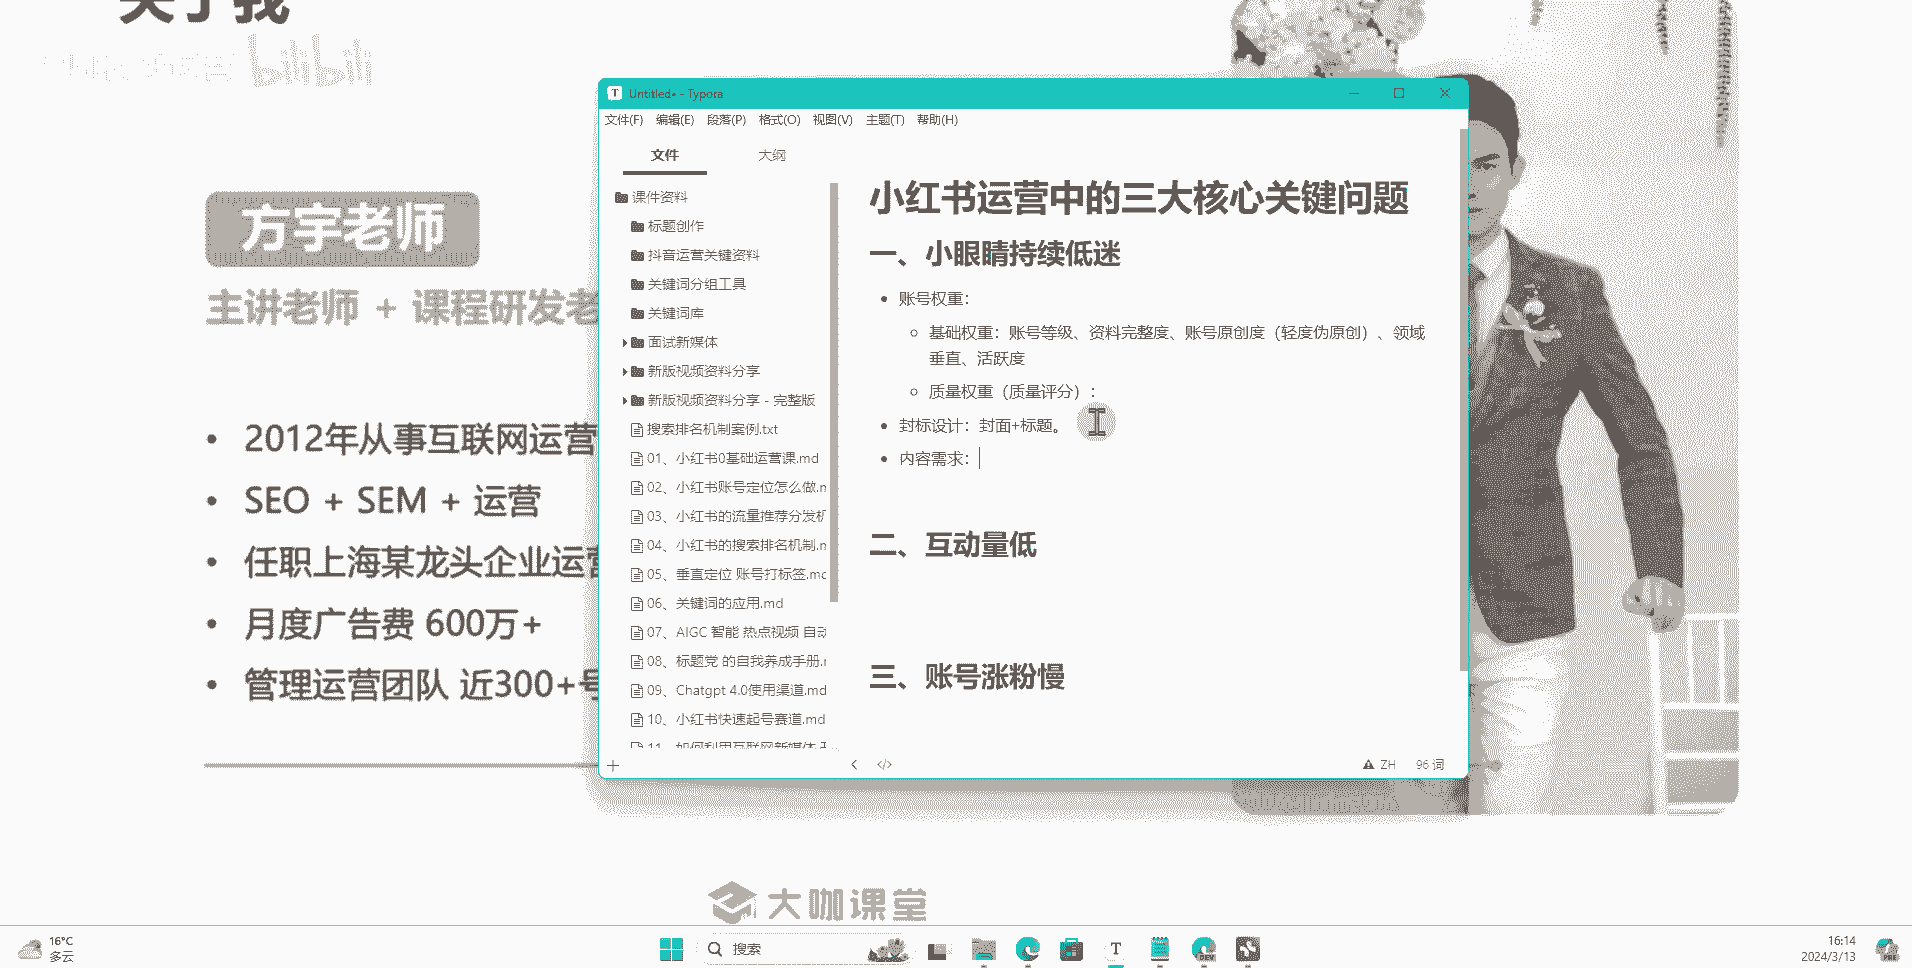 关于我
bilibili
方宇老师
主讲老师 + 课程研发老
• 2012年从事互联网运营
• SEO + SEM + 运营
• 任职上海某龙头企业运营
• 月度广告费 600万+
• 管理运营团队 近300+号
Untitled• - Typora
文件(F) 编辑(E) 段落(P) 格式(O) 视图(V) 主题(T) 帮助(H)
文件 大纲
课件资料
标题创作
抖音运营关键资料
关键词分组工具
关键词库
面试新媒体
新版视频资料分享
新版视频资料分享 - 完整版
搜索排名机制案例.txt
01、小红书0基础运营课.md
02、小红书账号定位怎么做.m
03、小红书的流量推荐分发机
04、小红书的搜索排名机制.m
05、垂直定位 账号打标签.mc
06、关键词的应用.md
07、AIGC 智能 热点视频 自动
08、标题党 的自我养成手册.r
09、Chatgpt 4.0使用渠道.md
10、小红书快速起号赛道.md
11、如何利用互联网新媒体
小红书运营中的三大核心关键问题
一、小眼睛持续低迷
• 账号权重：
○ 基础权重：账号等级、资料完整度、账号原创度（轻度伪原创）、领域
垂直、活跃度
○ 质量权重（质量评分）：
• 封标设计：封面+标题。
• 内容需求：
二、互动量低
三、账号涨粉慢
ZH 96 词
大咖课堂
16°C
多云
搜索
16:14
2024/3/13